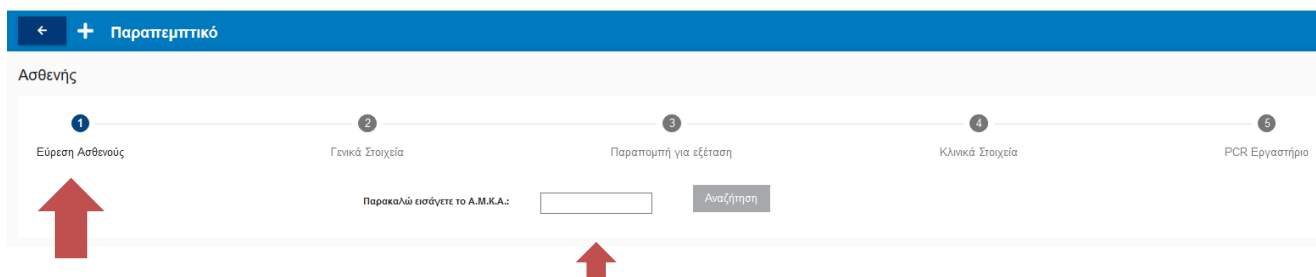 Παραπεμπτικό
Ασθενής
1 2 3 4 5
Εύρεση Ασθενούς Γενικά Στοιχεία Παραπομπή για εξέταση Κλινικά Στοιχεία PCR Εργαστήριο
Παρακαλώ εισάγετε το Α.Μ.Κ.Α.: Αναζήτηση